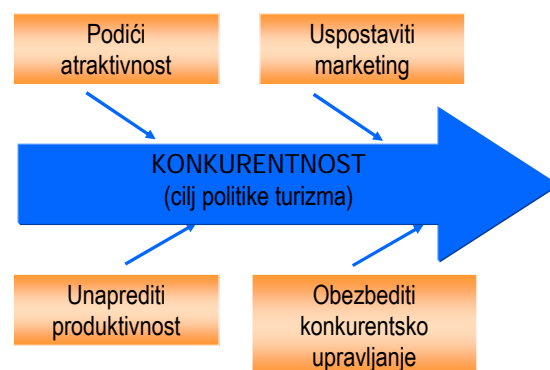 Podići
atraktivnost
Uspostaviti
marketing
KONKURENTNOST
(cilj politike turizma)
Unaprediti
produktivnost
Obezbediti
konkurentsko
upravljanje